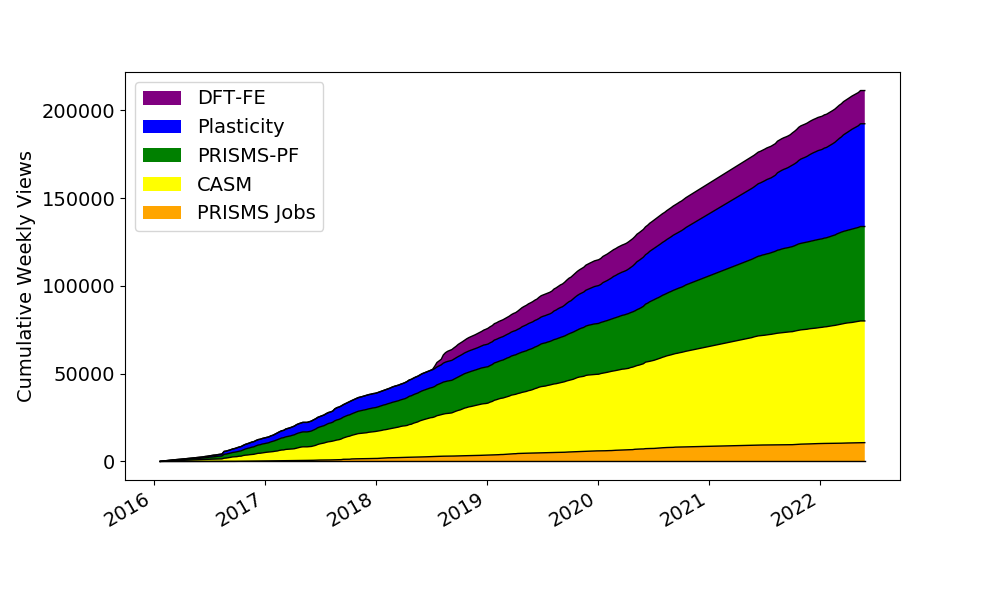 DFT-FE
Plasticity
PRISMS-PF
CASM
PRISMS Jobs
Cumulative Weekly Views
200000
150000
100000
50000
0
2016
2017
2018
2019
2020
2021
2022